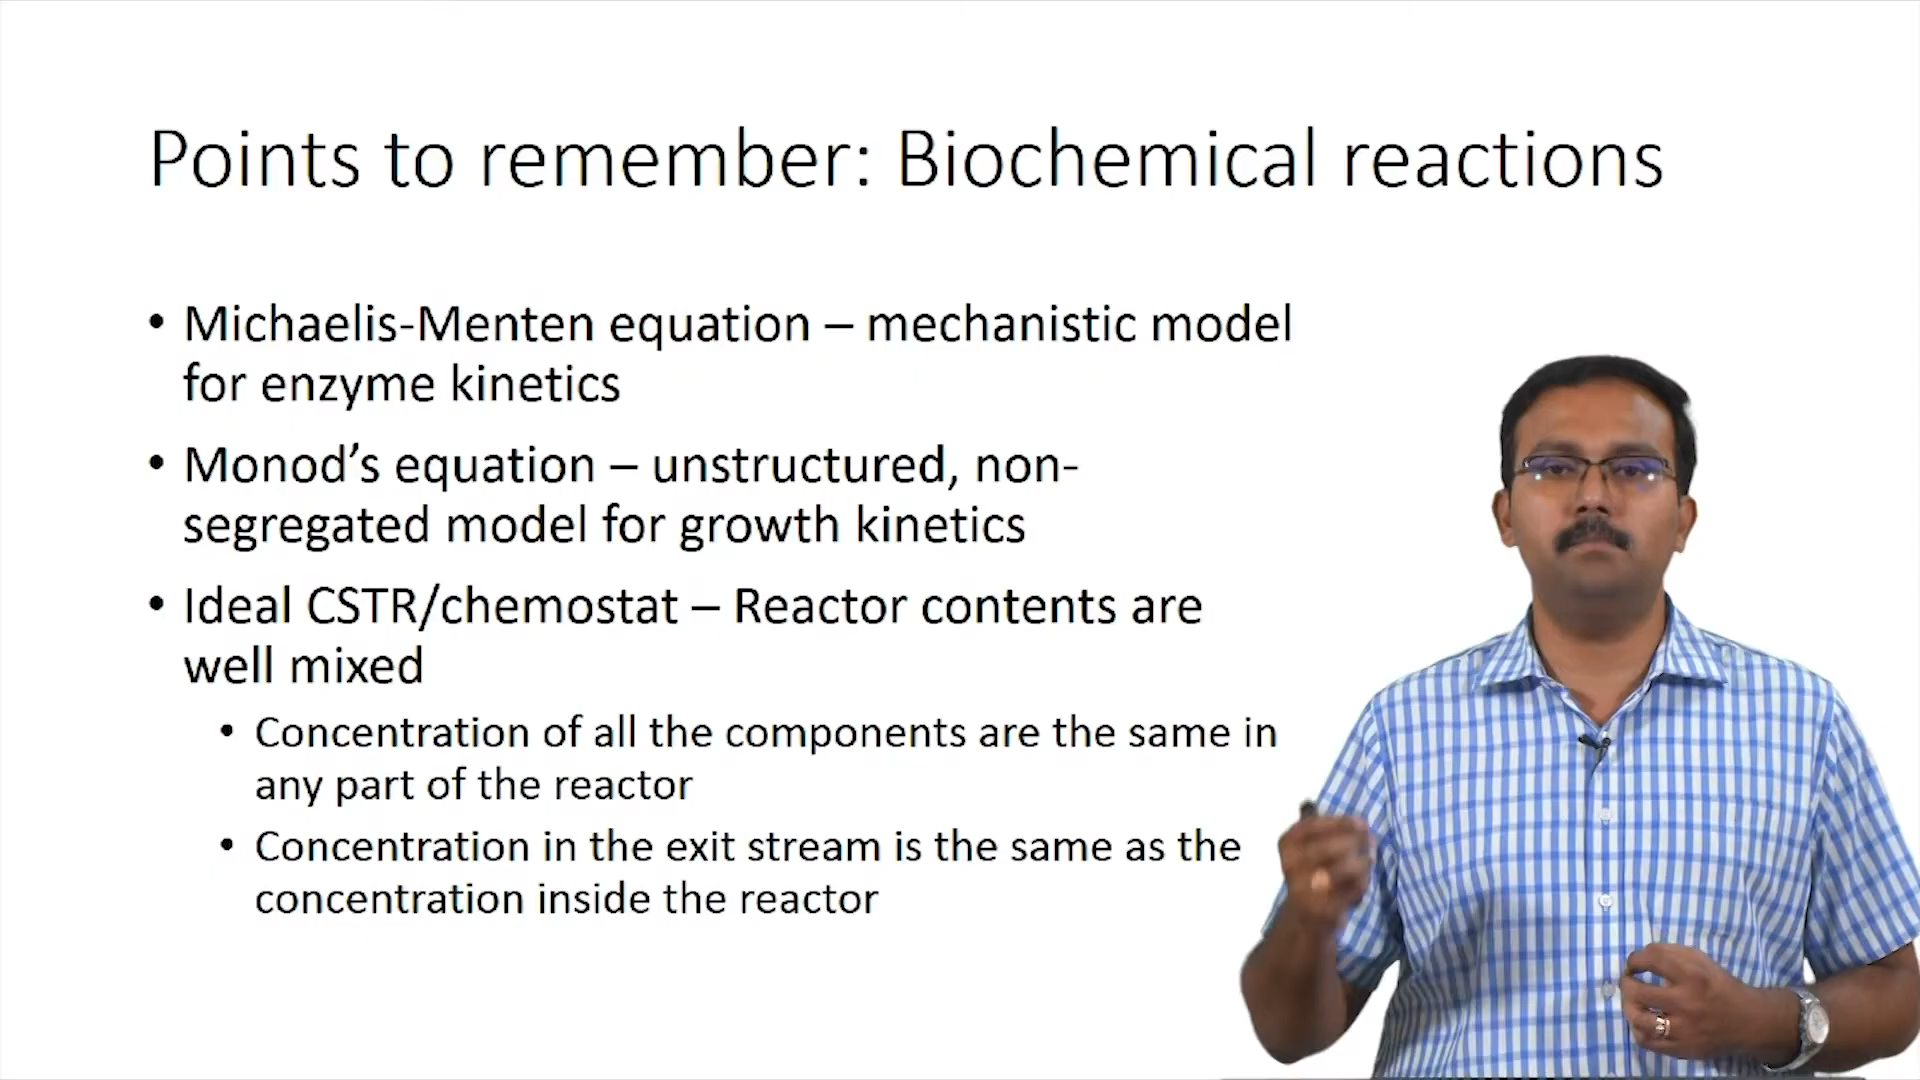 Points to remember: Biochemical reactions
• Michaelis-Menten equation – mechanistic model
for enzyme kinetics
• Monod’s equation – unstructured, non-
segregated model for growth kinetics
• Ideal CSTR/chemostat – Reactor contents are
well mixed
• Concentration of all the components are the same in
any part of the reactor
• Concentration in the exit stream is the same as the
concentration inside the reactor